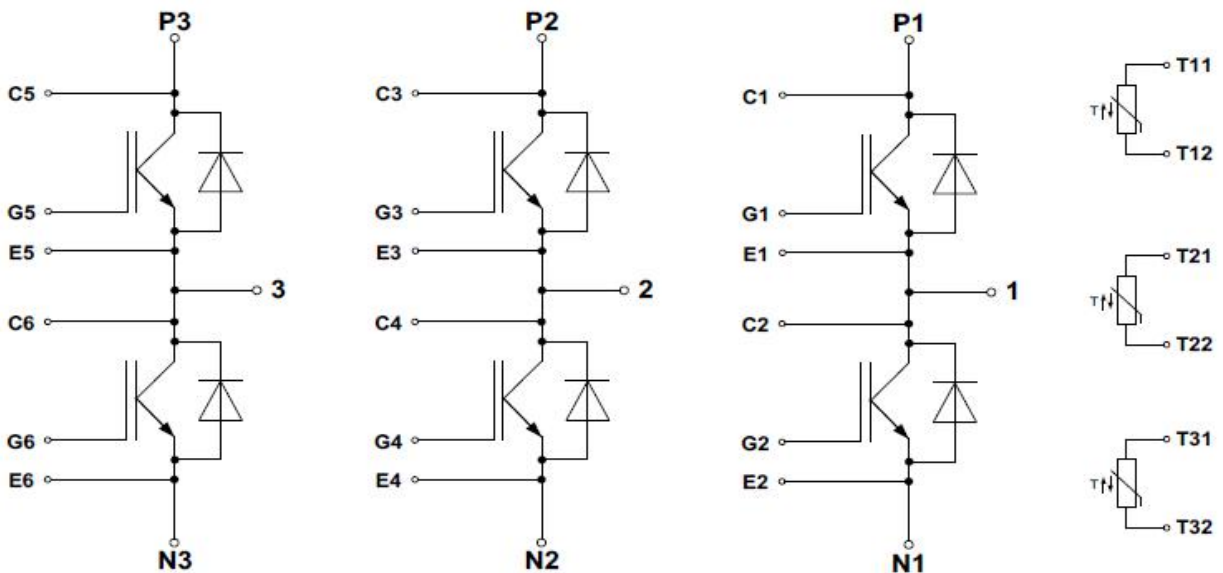 P3 P2 P1
T11
C5 C3 C1
T
T12
G5 G3 G1
E5 E3 E1 T21
3 2 1
T
C6 C4 C2
T22
G6 G4 G2 T31
E6 E4 E2
T
T32
N3 N2 N1